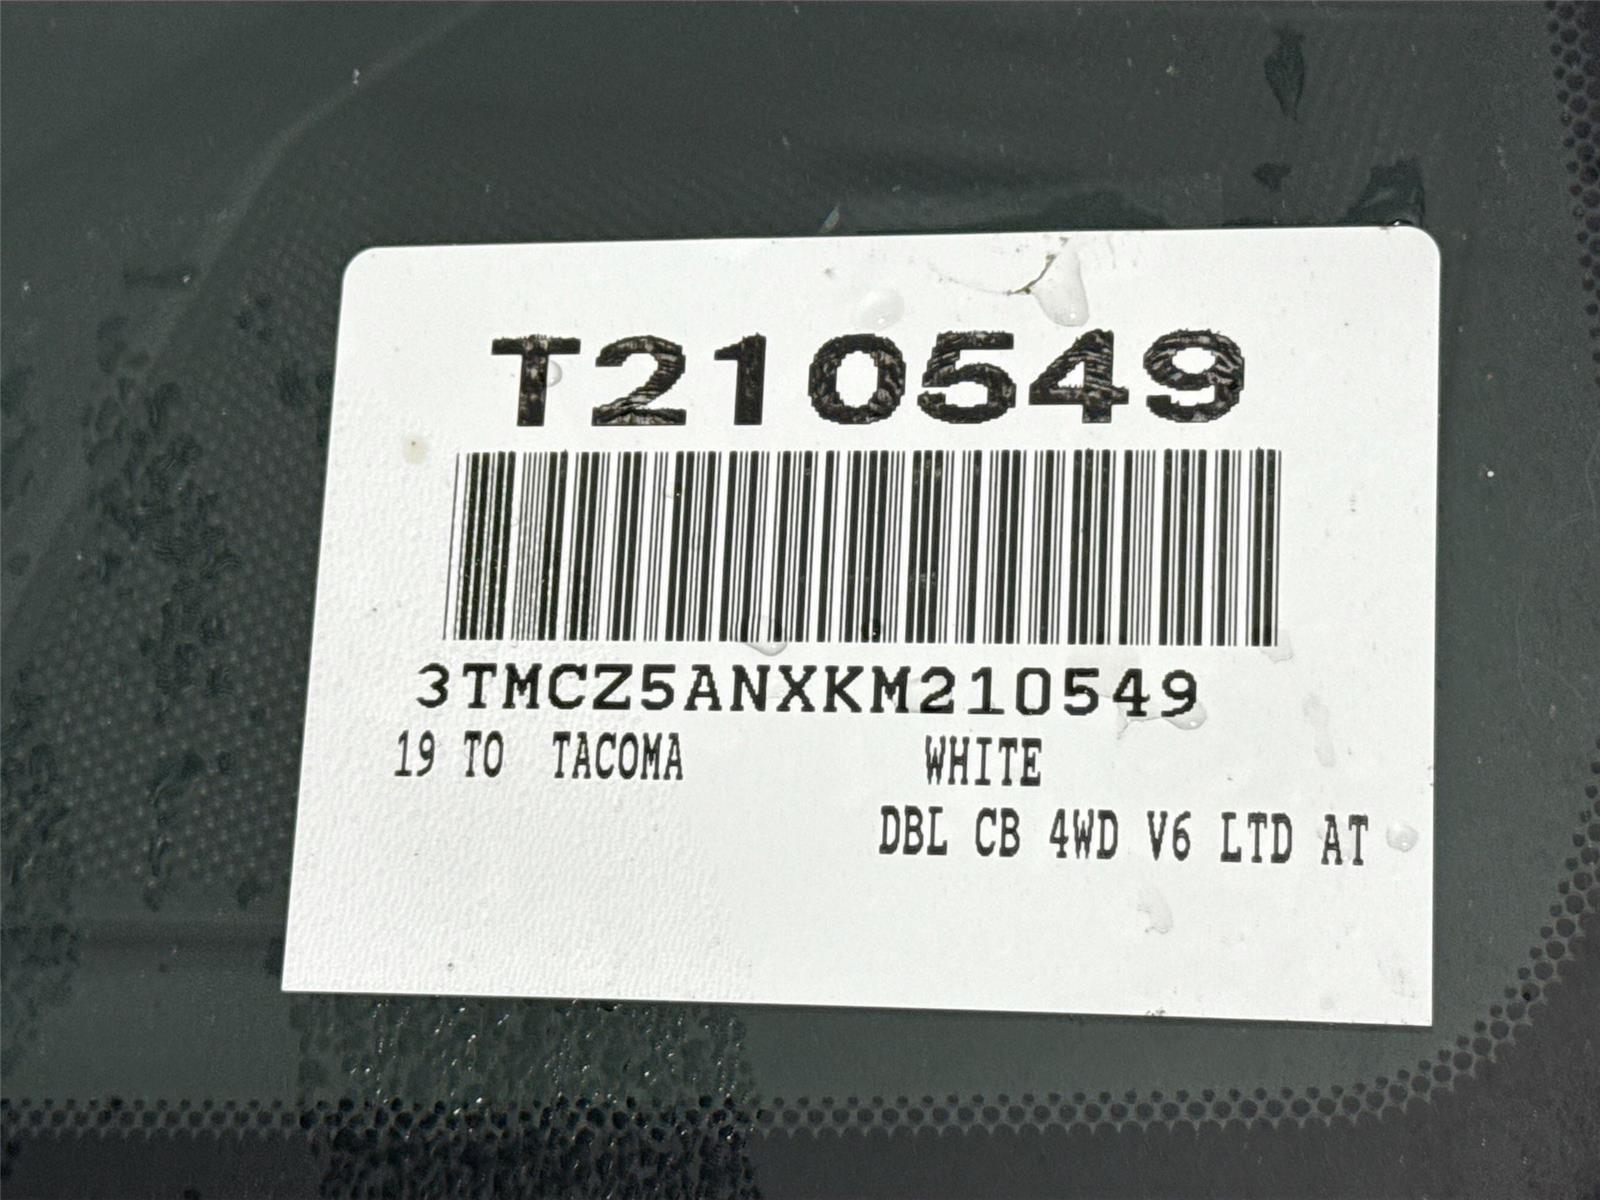 T210549
3TMCZ5ANXKM210549
19 TO TACOMA WHITE
DBL CB 4WD V6 LTD AT